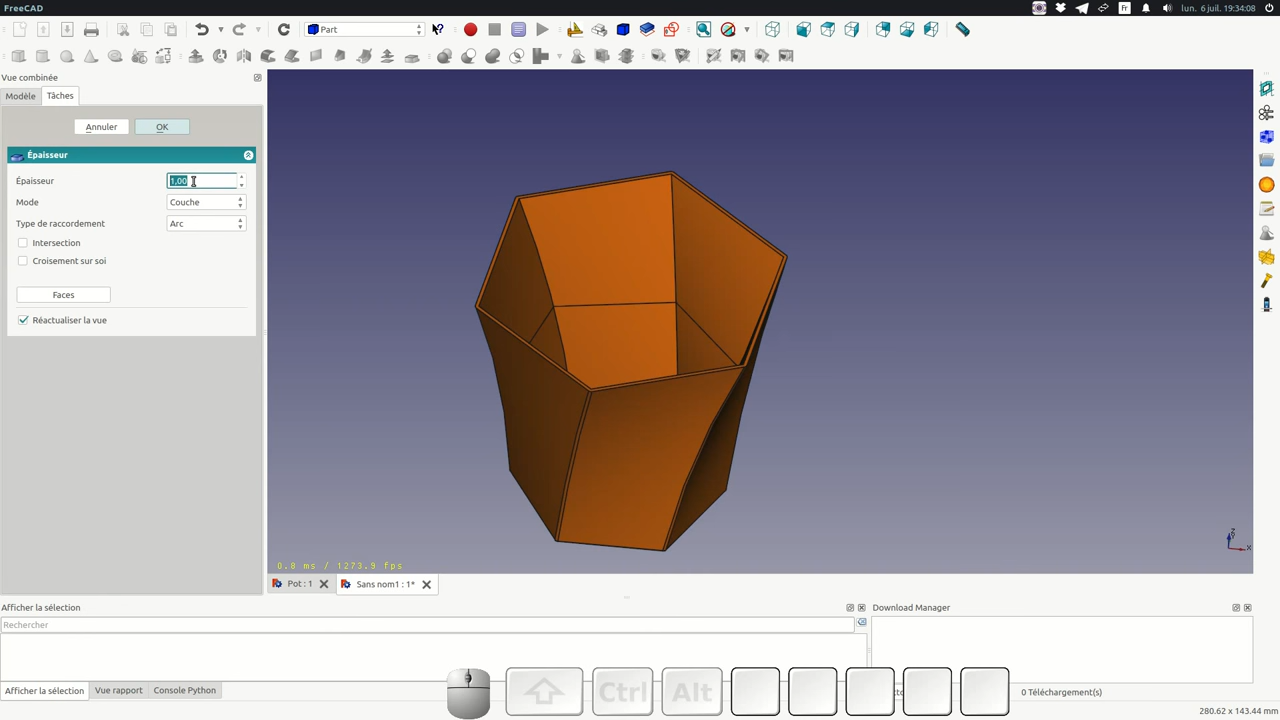 FreeCAD
Fr
lun. 6 juil, 19:34:08
Part
Vue combinée
Modèle
Tâches
Annuler
OK
Épaisseur
Épaisseur
1,00
Mode
Couche
Type de raccordement
Arc
Intersection
Croisement sur soi
Faces
Réactualiser la vue
Z
X
0.8 ms / 1273.9 fps
Pot : 1
Sans nom1 : 1*
Afficher la sélection
Download Manager
Rechercher
Ctrl
Alt
0 Téléchargement(s)
Afficher la sélection
Vue rapport
Console Python
280.62 x 143.44 mm